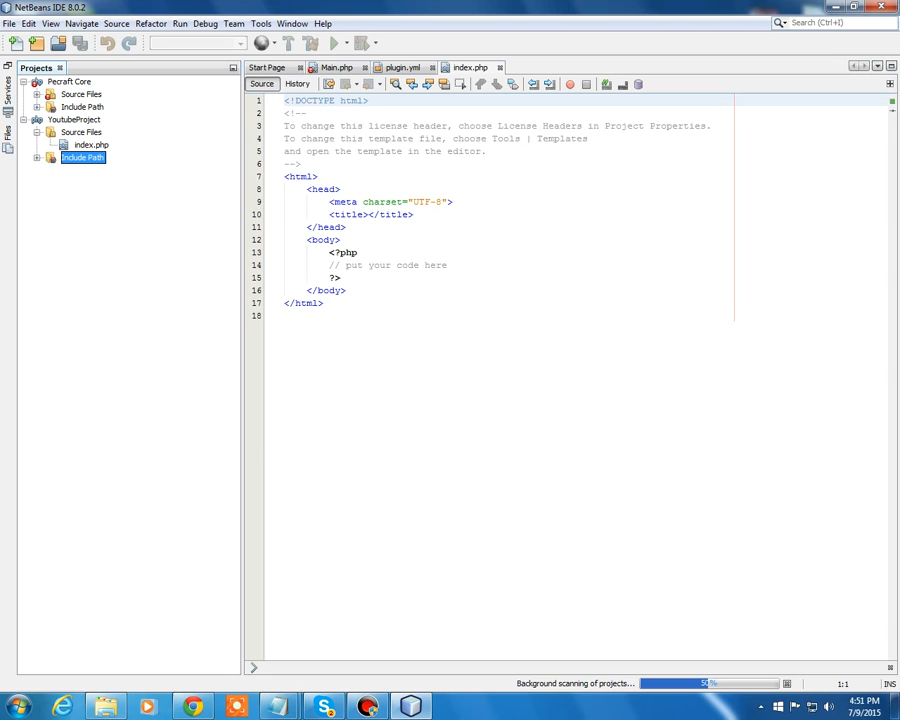 NetBeans IDE 8.0.2
File Edit View Navigate Source Refactor Run Debug Team Tools Window Help
Search (Ctrl+I)
Projects
Start Page
Main.php
plugin.yml
index.php
Source History
Services
Files
Pecraft Core
Source Files
Include Path
YoutubeProject
Source Files
index.php
Include Path
1 <!DOCTYPE html>
2 <!--
3 To change this license header, choose License Headers in Project Properties.
4 To change this template file, choose Tools | Templates
5 and open the template in the editor.
6 -->
7 <html>
8 <head>
9 <meta charset="UTF-8">
10 <title></title>
11 </head>
12 <body>
13 <?php
14 // put your code here
15 ?>
16 </body>
17 </html>
18
Background scanning of projects... 50% 1:1 INS
4:51 PM
7/9/2015